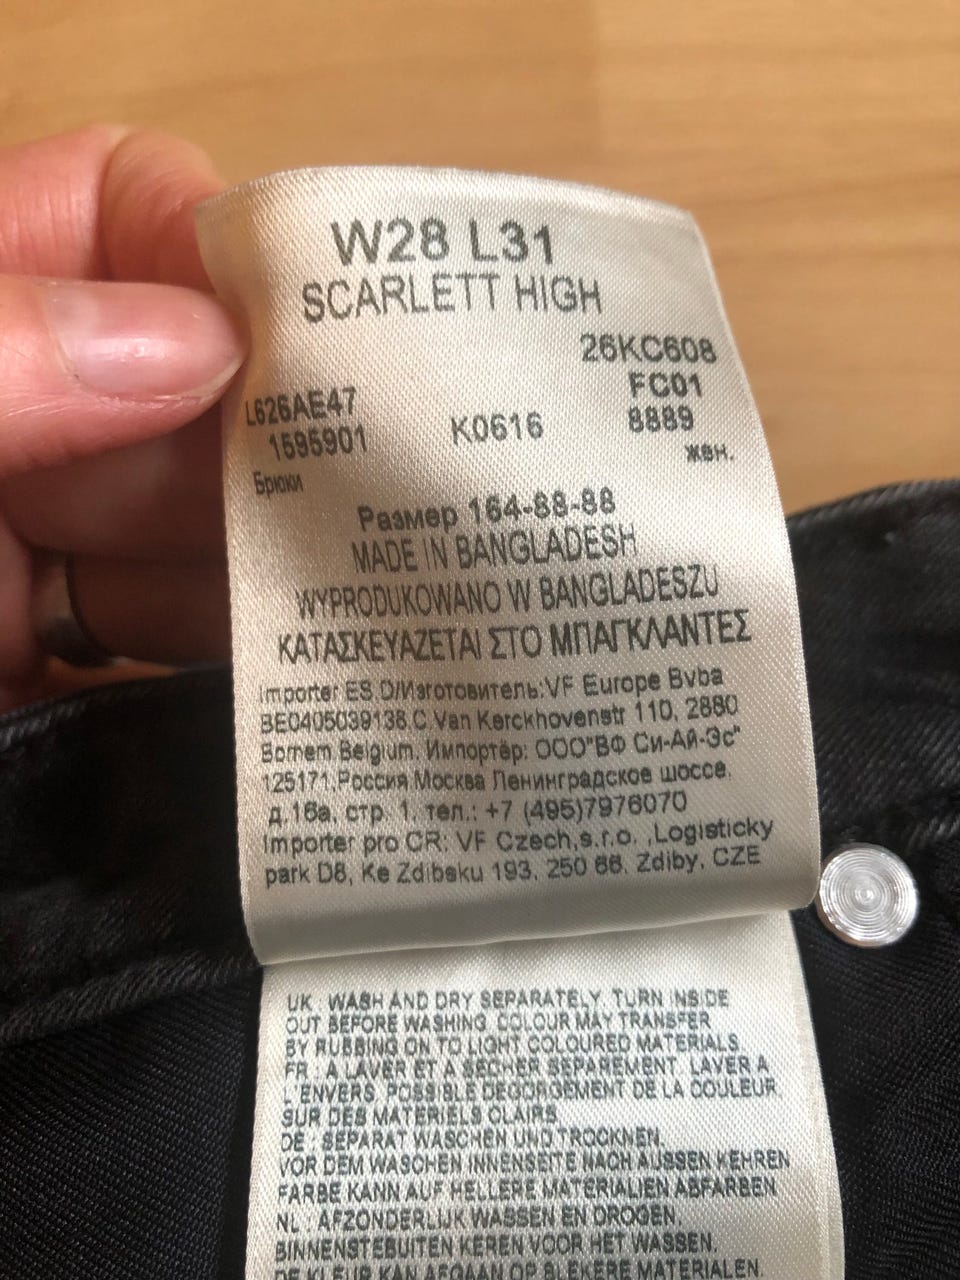 W28 L31
SCARLETT HIGH
26KC608
L626AE47 FC01
1595901 K0616 8889
жен.
Брюки
Размер 164-88-88
MADE IN BANGLADESH
WYPRODUKOWANO W BANGLADESZU
ΚΑΤΑΣΚΕΥΑΖΕΤΑΙ ΣΤΟ ΜΠΑΓΚΛΑΝΤΕΣ
Importer ES D/Изготовитель:VF Europe Bvba
BE0405039138.C.Van Kerckhovenstr 110, 2880
Bornem Belgium. Импортёр: ООО"ВФ Си-Ай-Эс"
125171,Россия Москва Ленинградское шоссе,
д.16а, стр. 1. тел.: +7 (495)7976070
Importer pro CR: VF Czech,s.r.o. ,Logisticky
park D8, Ke Zdibsku 193, 250 66, Zdiby, CZE
UK : WASH AND DRY SEPARATELY, TURN INSIDE
OUT BEFORE WASHING. COLOUR MAY TRANSFER
BY RUBBING ON TO LIGHT COLOURED MATERIALS.
FR : A LAVER ET A SECHER SEPAREMENT. LAVER A
L'ENVERS. POSSIBLE DEGORGEMENT DE LA COULEUR
SUR DES MATERIELS CLAIRS.
DE : SEPARAT WASCHEN UND TROCKNEN.
VOR DEM WASCHEN INNENSEITE NACH AUSSEN KEHREN
FARBE KANN AUF HELLERE MATERIALIEN ABFARBEN
NL : AFZONDERLIJK WASSEN EN DROGEN.
BINNENSTEBUITEN KEREN VOOR HET WASSEN.
DE KLEUR KAN AFGAAN OP BLEKERE MATERIALEN.